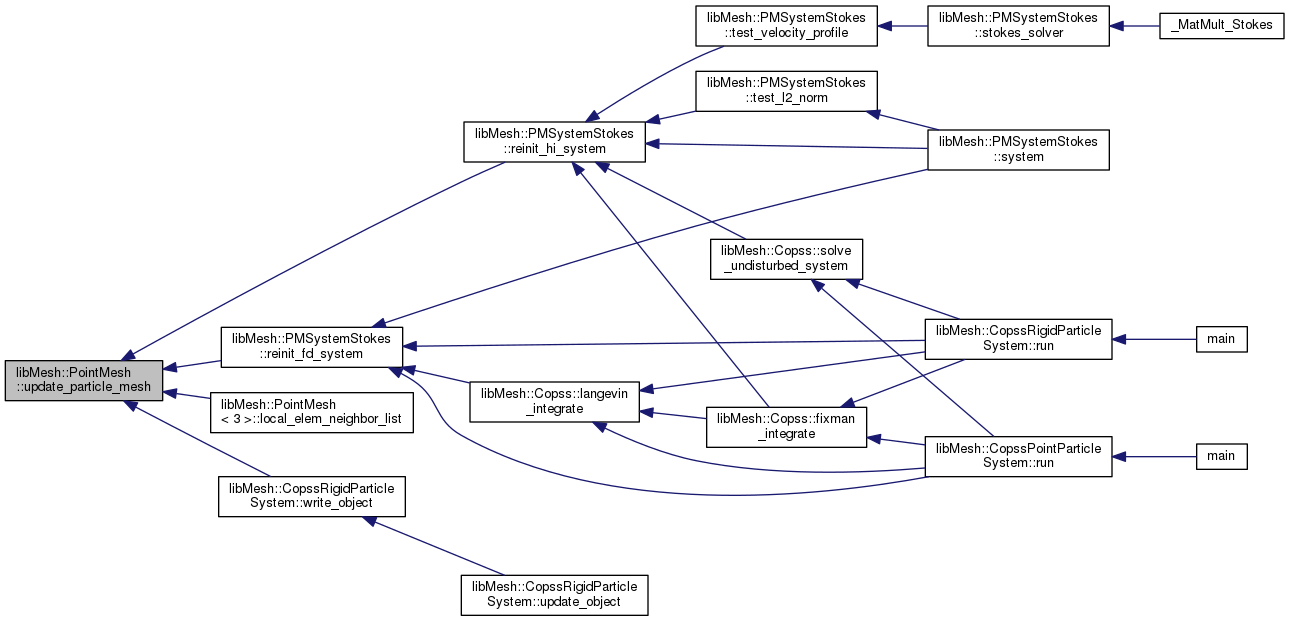 libMesh::PMSystemStokes
::test_velocity_profile
libMesh::PMSystemStokes
::stokes_solver
_MatMult_Stokes
libMesh::PMSystemStokes
::test_l2_norm
libMesh::PMSystemStokes
::reinit_hi_system
libMesh::PMSystemStokes
::system
libMesh::Copss::solve
_undisturbed_system
libMesh::PMSystemStokes
::reinit_fd_system
libMesh::CopssRigidParticle
System::run
main
libMesh::PointMesh
::update_particle_mesh
libMesh::Copss::langevin
_integrate
libMesh::PointMesh
< 3 >::local_elem_neighbor_list
libMesh::Copss::fixman
_integrate
libMesh::CopssPointParticle
System::run
main
libMesh::CopssRigidParticle
System::write_object
libMesh::CopssRigidParticle
System::update_object